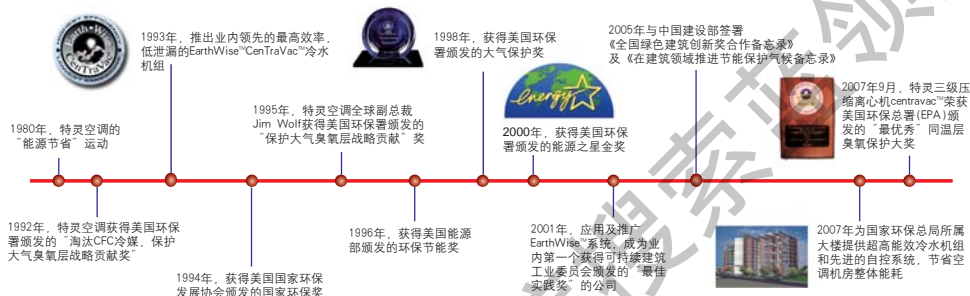 1980年，特灵空调的
“能源节省”运动
1992年，特灵空调获得美国环保
署颁发的“淘汰CFC冷媒，保护
大气臭氧层战略贡献奖”
1993年，推出业内领先的最高效率，
低泄漏的EarthWise™CenTraVac™冷水
机组
1994年，获得美国国家环保
发展协会颁发的国家环保奖
1995年，特灵空调全球副总裁
Jim Wolf获得美国环保署颁发的
“保护大气臭氧层战略贡献”奖
1996年，获得美国能源
部颁发的环保节能奖
1998年，获得美国环保
署颁发的大气保护奖
energy
2000年，获得美国环保
署颁发的能源之星金奖
2001年，应用及推广
EarthWise™系统，成为业
内第一个获得可持续建筑
工业委员会颁发的“最佳
实践奖”的公司
2005年与中国建设部签署
《全国绿色建筑创新奖合作备忘录》
及《在建筑领域推进节能保护气候备忘录》
2007年9月，特灵三级压
缩离心机centravac™荣获
美国环保总署(EPA)颁
发的“最优秀”同温层
臭氧保护大奖
2007年为国家环保总局所属
大楼提供超高能效冷水机组
和先进的自控系统，节省空
调机房整体能耗
Earth·Wise
CenTraVac
搜索蓝领